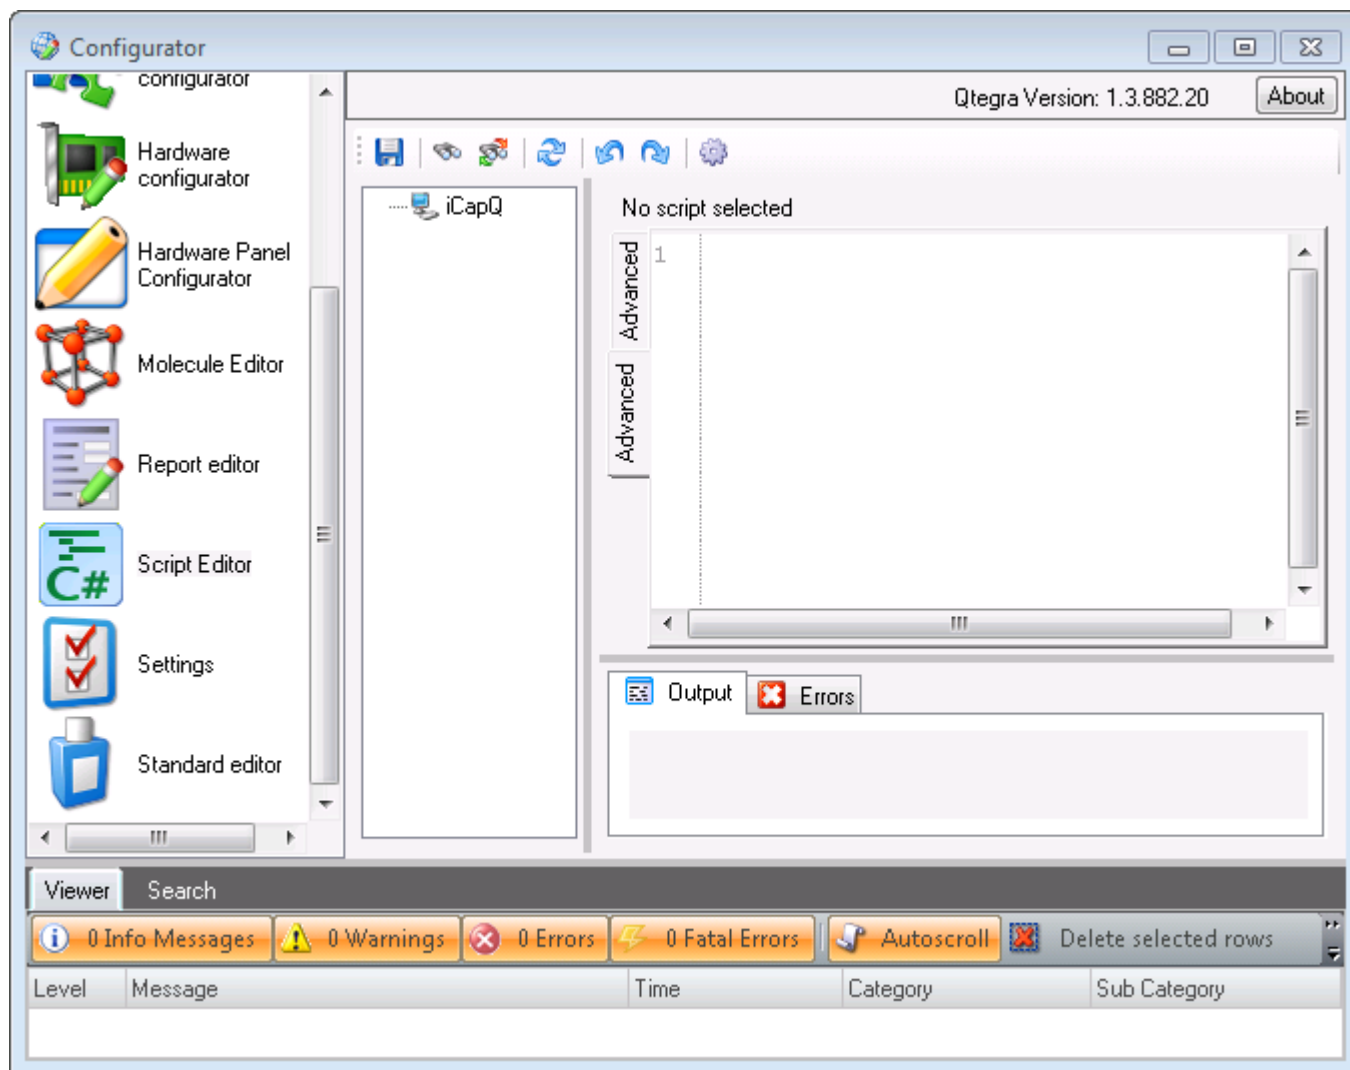 Configurator
configurator
Qtegra Version: 1.3.882.20
About
Hardware
configurator
Hardware Panel
Configurator
Molecule Editor
Report editor
C#
Script Editor
Settings
Standard editor
iCapQ
No script selected
Advanced
1
Advanced
Output
Errors
Viewer
Search
0 Info Messages
0 Warnings
0 Errors
0 Fatal Errors
Autoscroll
Delete selected rows
Level
Message
Time
Category
Sub Category